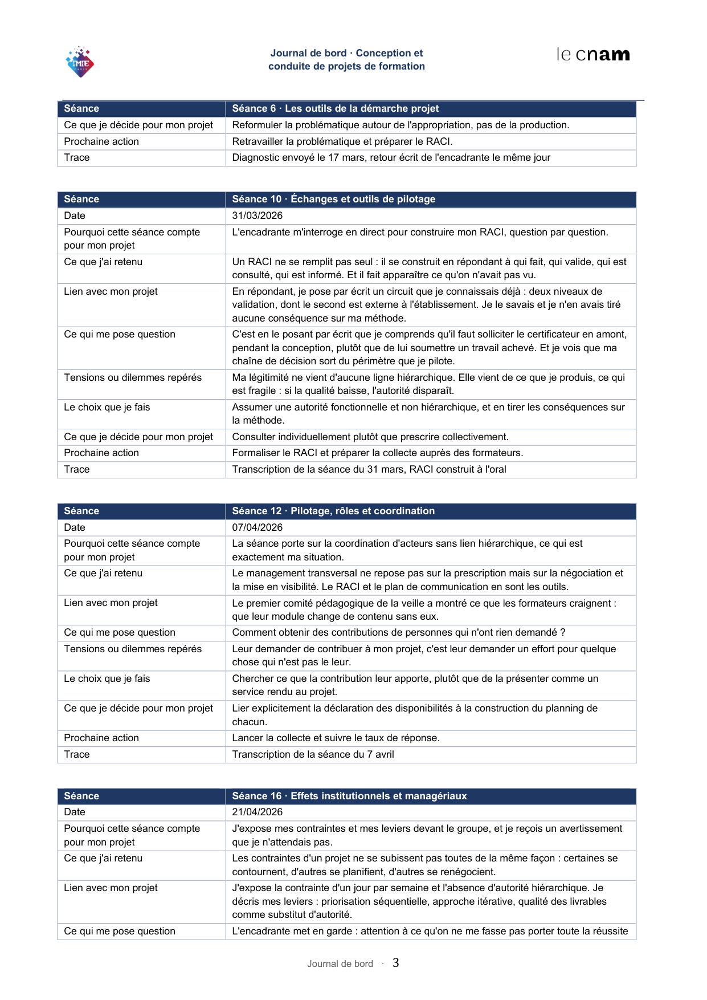 IMIE
PARIS
Journal de bord · Conception et
conduite de projets de formation
le cnam
Séance Séance 6 · Les outils de la démarche projet
Ce que je décide pour mon projet Reformuler la problématique autour de l'appropriation, pas de la production.
Prochaine action Retravailler la problématique et préparer le RACI.
Trace Diagnostic envoyé le 17 mars, retour écrit de l'encadrante le même jour
Séance Séance 10 · Échanges et outils de pilotage
Date 31/03/2026
Pourquoi cette séance compte L'encadrante m'interroge en direct pour construire mon RACI, question par question.
pour mon projet
Ce que j'ai retenu Un RACI ne se remplit pas seul : il se construit en répondant à qui fait, qui valide, qui est
consulté, qui est informé. Et il fait apparaître ce qu'on n'avait pas vu.
Lien avec mon projet En répondant, je pose par écrit un circuit que je connaissais déjà : deux niveaux de
validation, dont le second est externe à l'établissement. Je le savais et je n'en avais tiré
aucune conséquence sur ma méthode.
Ce qui me pose question C'est en le posant par écrit que je comprends qu'il faut solliciter le certificateur en amont,
pendant la conception, plutôt que de lui soumettre un travail achevé. Et je vois que ma
chaîne de décision sort du périmètre que je pilote.
Tensions ou dilemmes repérés Ma légitimité ne vient d'aucune ligne hiérarchique. Elle vient de ce que je produis, ce qui
est fragile : si la qualité baisse, l'autorité disparaît.
Le choix que je fais Assumer une autorité fonctionnelle et non hiérarchique, et en tirer les conséquences sur
la méthode.
Ce que je décide pour mon projet Consulter individuellement plutôt que prescrire collectivement.
Prochaine action Formaliser le RACI et préparer la collecte auprès des formateurs.
Trace Transcription de la séance du 31 mars, RACI construit à l'oral
Séance Séance 12 · Pilotage, rôles et coordination
Date 07/04/2026
Pourquoi cette séance compte La séance porte sur la coordination d'acteurs sans lien hiérarchique, ce qui est
pour mon projet exactement ma situation.
Ce que j'ai retenu Le management transversal ne repose pas sur la prescription mais sur la négociation et
la mise en visibilité. Le RACI et le plan de communication en sont les outils.
Lien avec mon projet Le premier comité pédagogique de la veille a montré ce que les formateurs craignent :
que leur module change de contenu sans eux.
Ce qui me pose question Comment obtenir des contributions de personnes qui n'ont rien demandé ?
Tensions ou dilemmes repérés Leur demander de contribuer à mon projet, c'est leur demander un effort pour quelque
chose qui n'est pas le leur.
Le choix que je fais Chercher ce que la contribution leur apporte, plutôt que de la présenter comme un
service rendu au projet.
Ce que je décide pour mon projet Lier explicitement la déclaration des disponibilités à la construction du planning de
chacun.
Prochaine action Lancer la collecte et suivre le taux de réponse.
Trace Transcription de la séance du 7 avril
Séance Séance 16 · Effets institutionnels et managériaux
Date 21/04/2026
Pourquoi cette séance compte J'expose mes contraintes et mes leviers devant le groupe, et je reçois un avertissement
pour mon projet que je n'attendais pas.
Ce que j'ai retenu Les contraintes d'un projet ne se subissent pas toutes de la même façon : certaines se
contournent, d'autres se planifient, d'autres se renégocient.
Lien avec mon projet J'expose la contrainte d'un jour par semaine et l'absence d'autorité hiérarchique. Je
décris mes leviers : priorisation séquentielle, approche itérative, qualité des livrables
comme substitut d'autorité.
Ce qui me pose question L'encadrante met en garde : attention à ce qu'on ne me fasse pas porter toute la réussite
Journal de bord · 3